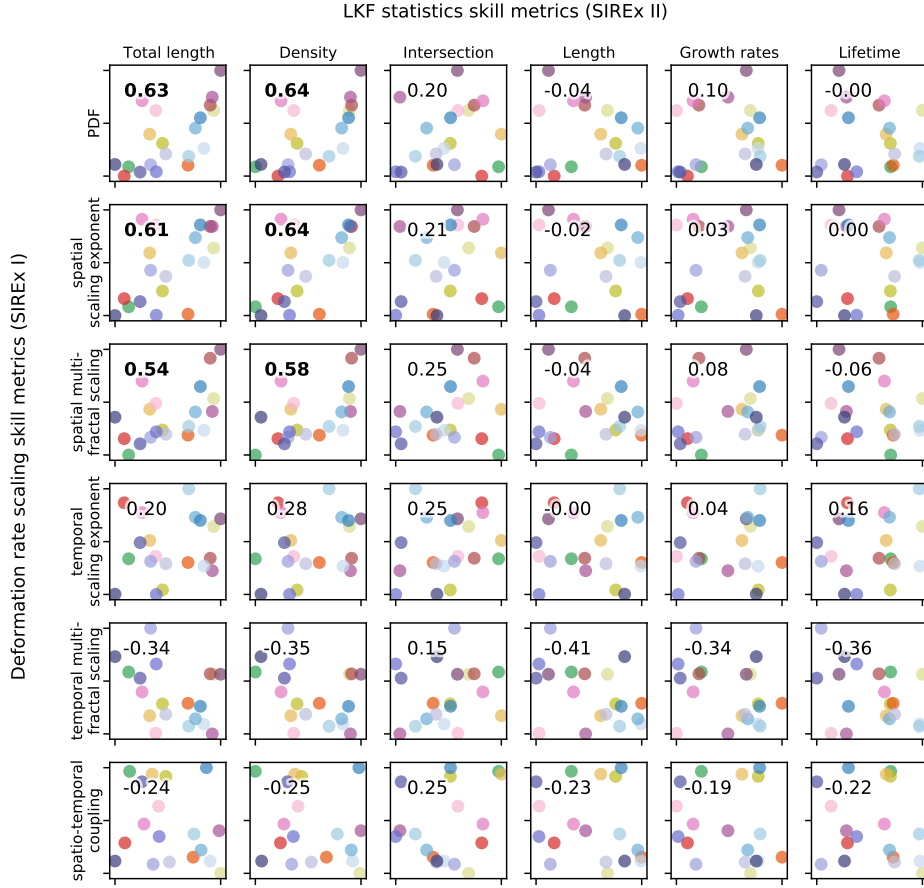 LKF statistics skill metrics (SIREx II)
Total length Density Intersection Length Growth rates Lifetime
Deformation rate scaling skill metrics (SIREx I)
PDF
0.63 0.64 0.20 -0.04 0.10 -0.00
spatial
scaling exponent
0.61 0.64 0.21 -0.02 0.03 0.00
spatial multi-
fractal scaling
0.54 0.58 0.25 -0.04 0.08 -0.06
temporal
scaling exponent
0.20 0.28 0.25 -0.00 0.04 0.16
temporal multi-
fractal scaling
-0.34 -0.35 0.15 -0.41 -0.34 -0.36
spatio-temporal
coupling
-0.24 -0.25 0.25 -0.23 -0.19 -0.22